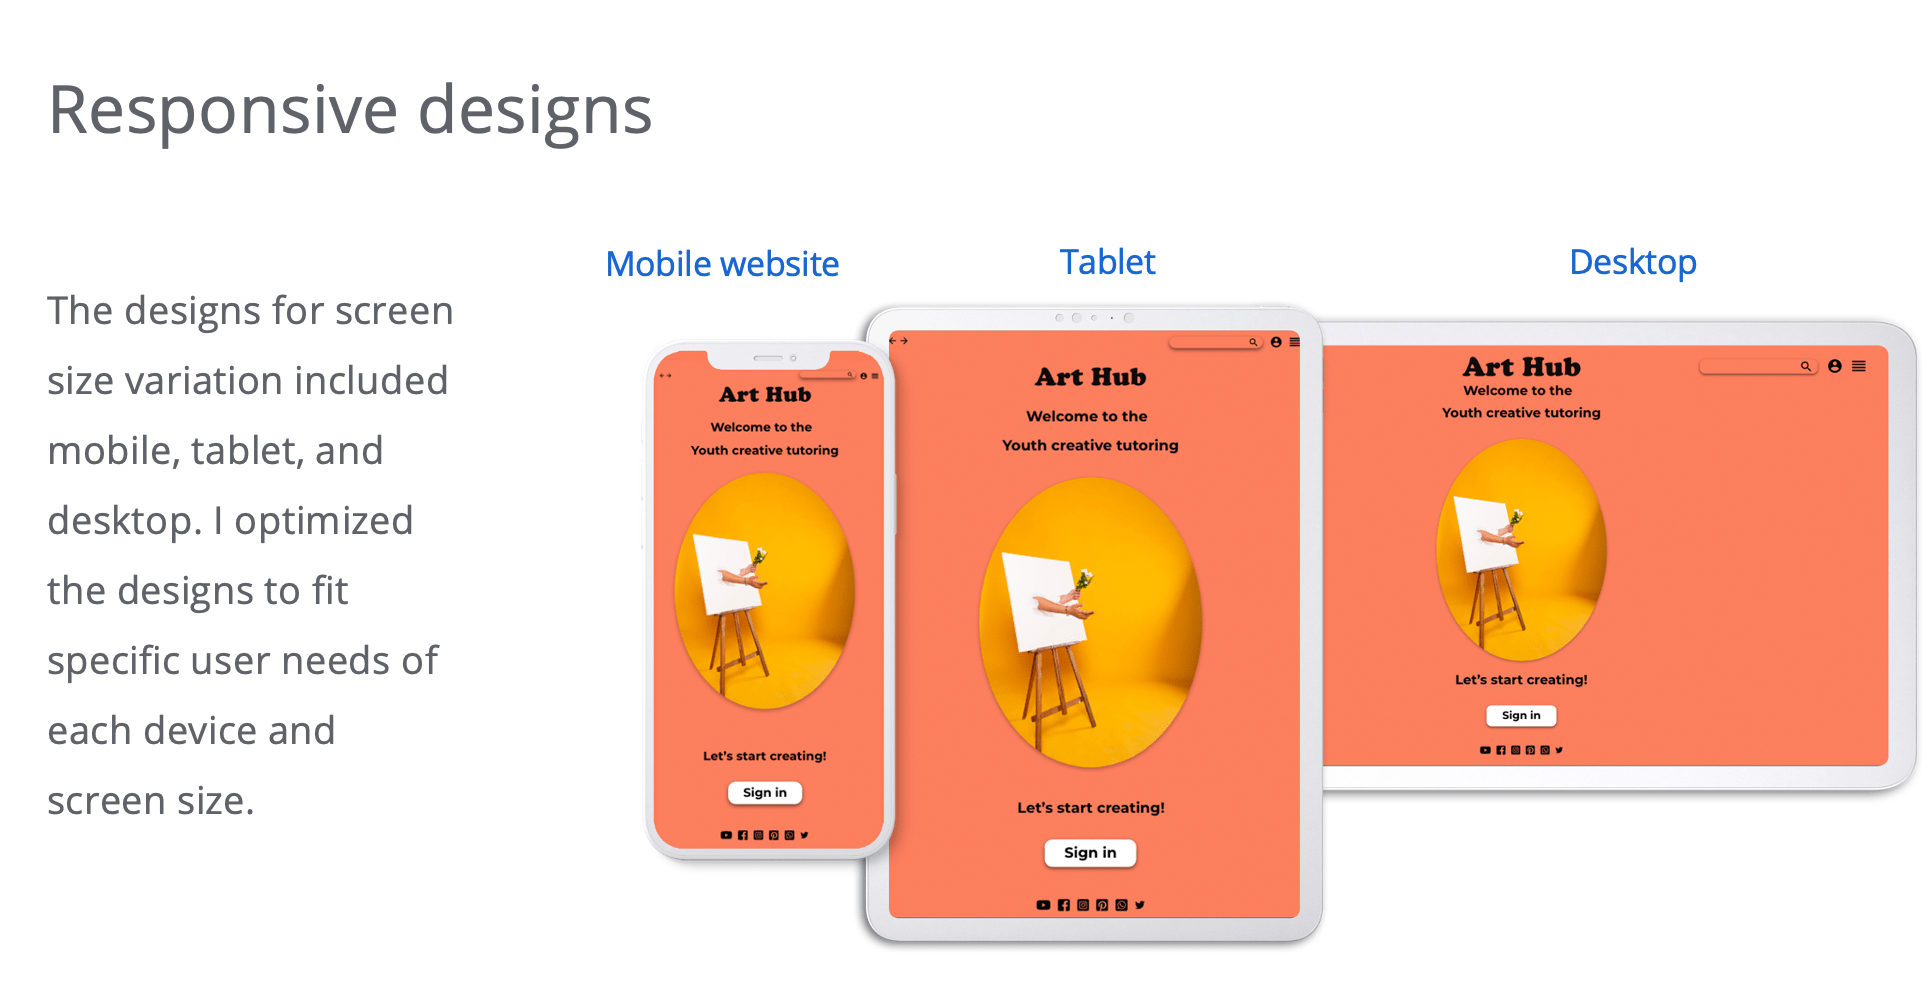 Responsive designs
The designs for screen
size variation included
mobile, tablet, and
desktop. I optimized
the designs to fit
specific user needs of
each device and
screen size.
Mobile website
Art Hub
Welcome to the
Youth creative tutoring
Let's start creating!
Sign in
Tablet
Art Hub
Welcome to the
Youth creative tutoring
Let's start creating!
Sign in
Desktop
Art Hub
Welcome to the
Youth creative tutoring
Let's start creating!
Sign in